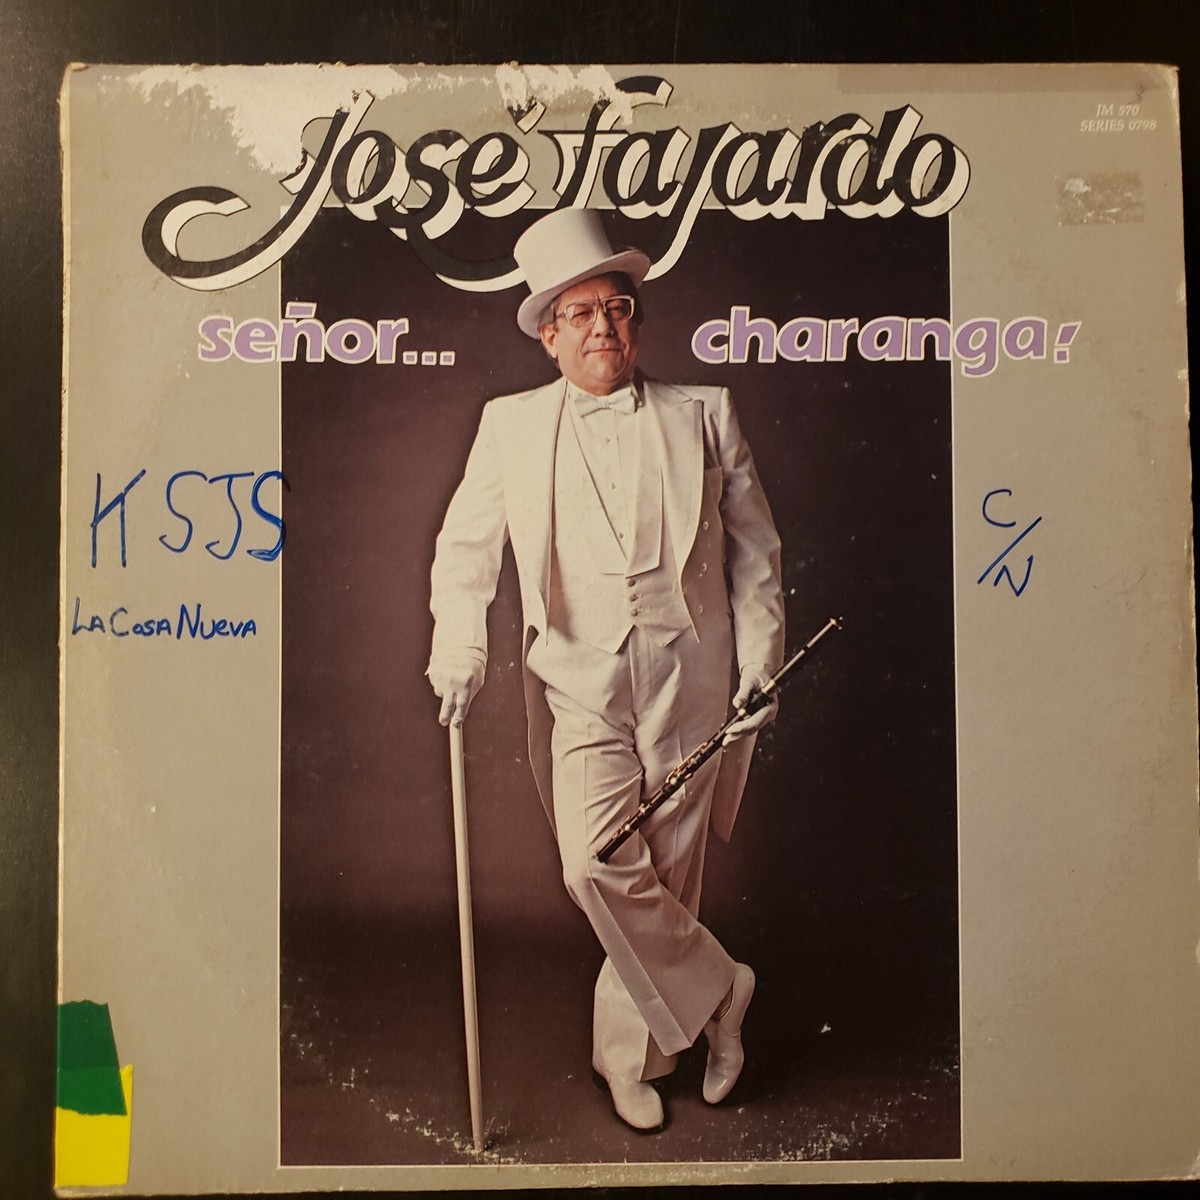 José Fajardo
JM 570
SERIES 0798
señor... charanga!
KSJS
LA COSA NUEVA
C/N